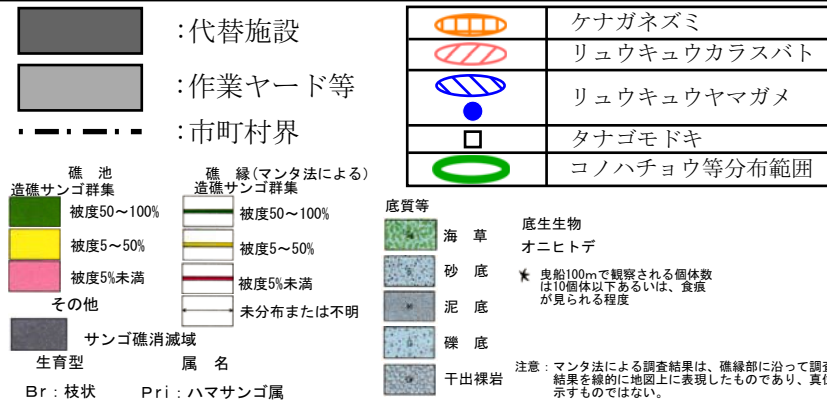 ：代替施設
：作業ヤード等
：市町村界
ケナガネズミ
リュウキュウカラスバト
リュウキュウヤマガメ
タナゴモドキ
コノハチョウ等分布範囲
礁 池
造礁サンゴ群集
被度50～100%
被度5～50%
被度5%未満
その他
サンゴ礁消滅域
生育型
Br：枝状
礁 縁(マンタ法による)
造礁サンゴ群集
被度50～100%
被度5～50%
被度5%未満
未分布または不明
属 名
Pri：ハマサンゴ属
底質等
海 草
砂 底
泥 底
礫 底
干出裸岩
底生生物
オニヒトデ
曳船100mで観察される個体数
は10個体以下あるいは、食痕
が見られる程度
注意：マンタ法による調査結果は、礁縁部に沿って調査
結果を線的に地図上に表現したものであり、真位
示すものではない。